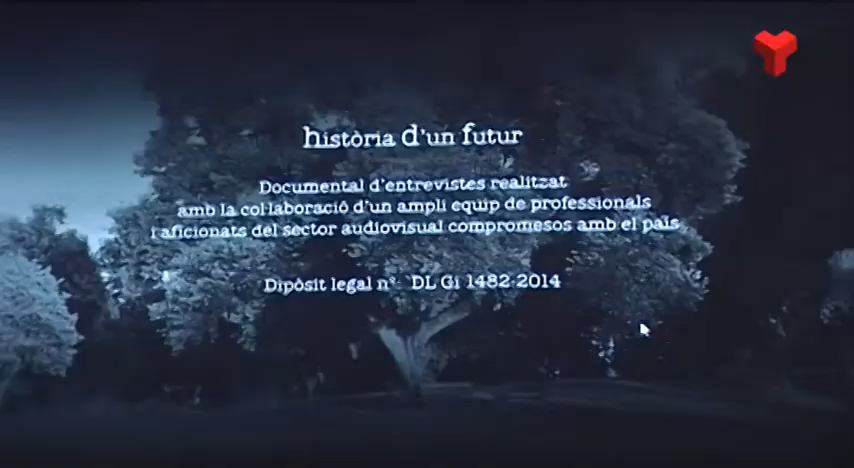 història d'un futur
Documental d'entrevistes realitzat
amb la col·laboració d'un ampli equip de professionals
i aficionats del sector audiovisual compromesos amb el país
Dipòsit legal nº DL Gi 1482-2014